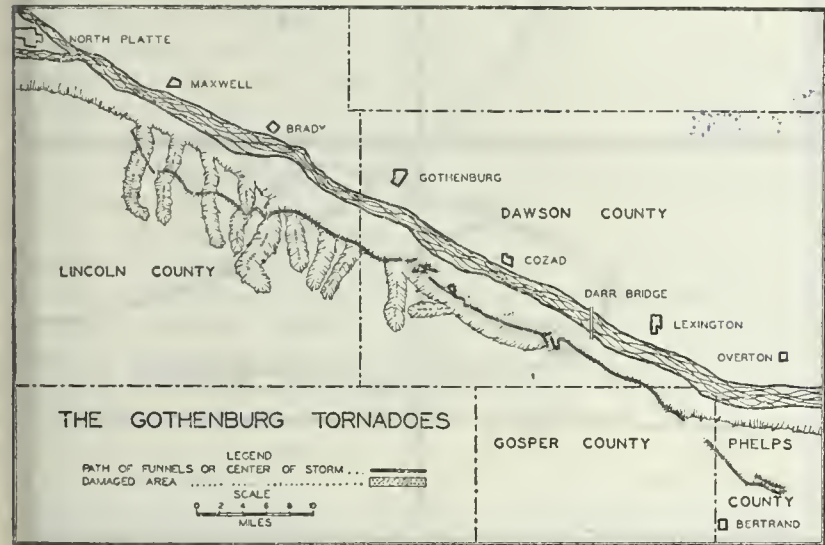 NORTH PLATTE
MAXWELL
BRADY
GOTHENBURG
DAWSON COUNTY
COZAD
LINCOLN COUNTY
DARR BRIDGE
LEXINGTON
OVERTON
THE GOTHENBURG TORNADOES
GOSPER COUNTY
PHELPS
COUNTY
BERTRAND
LEGEND
PATH OF FUNNELS OR CENTER OF STORM ...
DAMAGED AREA
SCALE
0 2 4 6 8 10
MILES